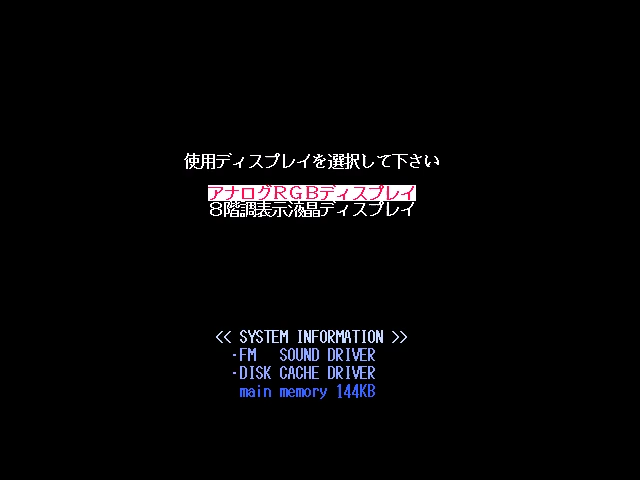 使用ディスプレイを選択して下さい
アナログＲＧＢディスプレイ
８階調表示液晶ディスプレイ
<< SYSTEM INFORMATION >>
･FM   SOUND DRIVER
･DISK CACHE DRIVER
main memory 144KB